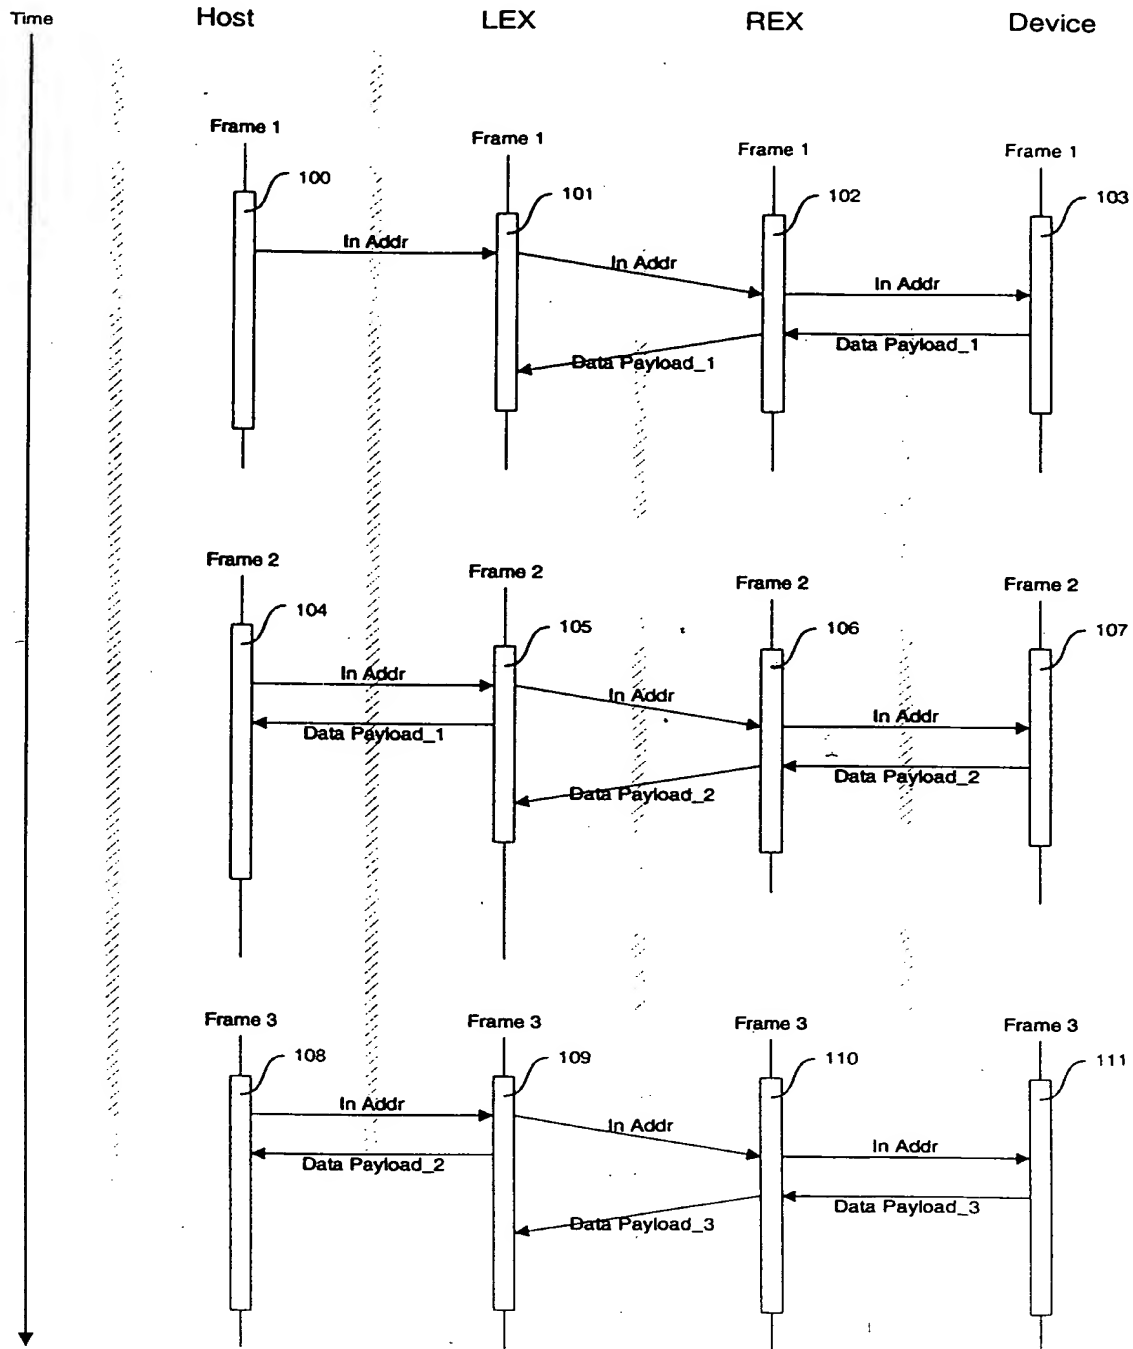 Time Host LEX REX Device
Frame 1 Frame 1 Frame 1 Frame 1
100 101 102 103
In Addr In Addr In Addr
Data Payload_1 Data Payload_1
Frame 2 Frame 2 Frame 2 Frame 2
104 105 106 107
In Addr In Addr In Addr
Data Payload_1 Data Payload_2 Data Payload_2
Frame 3 Frame 3 Frame 3 Frame 3
108 109 110 111
In Addr In Addr In Addr
Data Payload_2 Data Payload_3 Data Payload_3